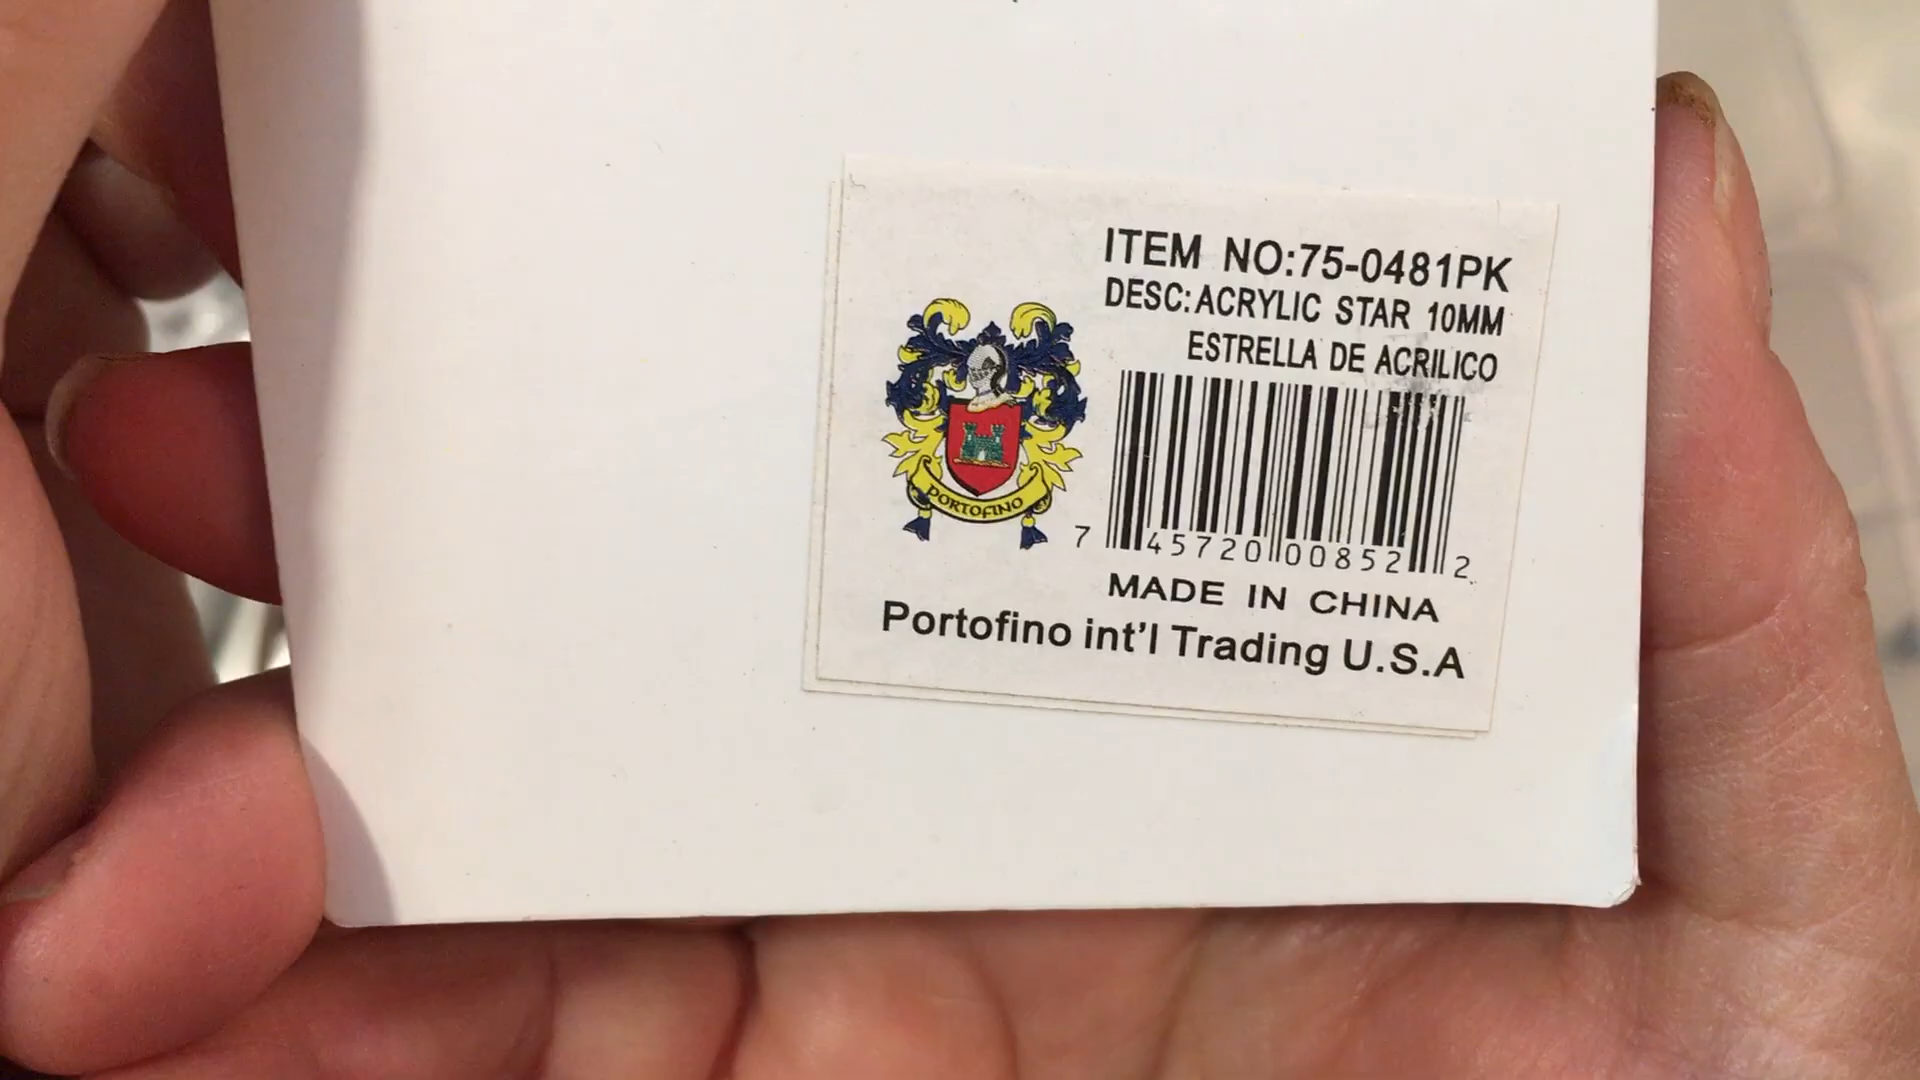 ITEM NO:75-0481PK
DESC:ACRYLIC STAR 10MM
ESTRELLA DE ACRILICO
PORTOFINO
7 45720 00852 2
MADE IN CHINA
Portofino int'l Trading U.S.A